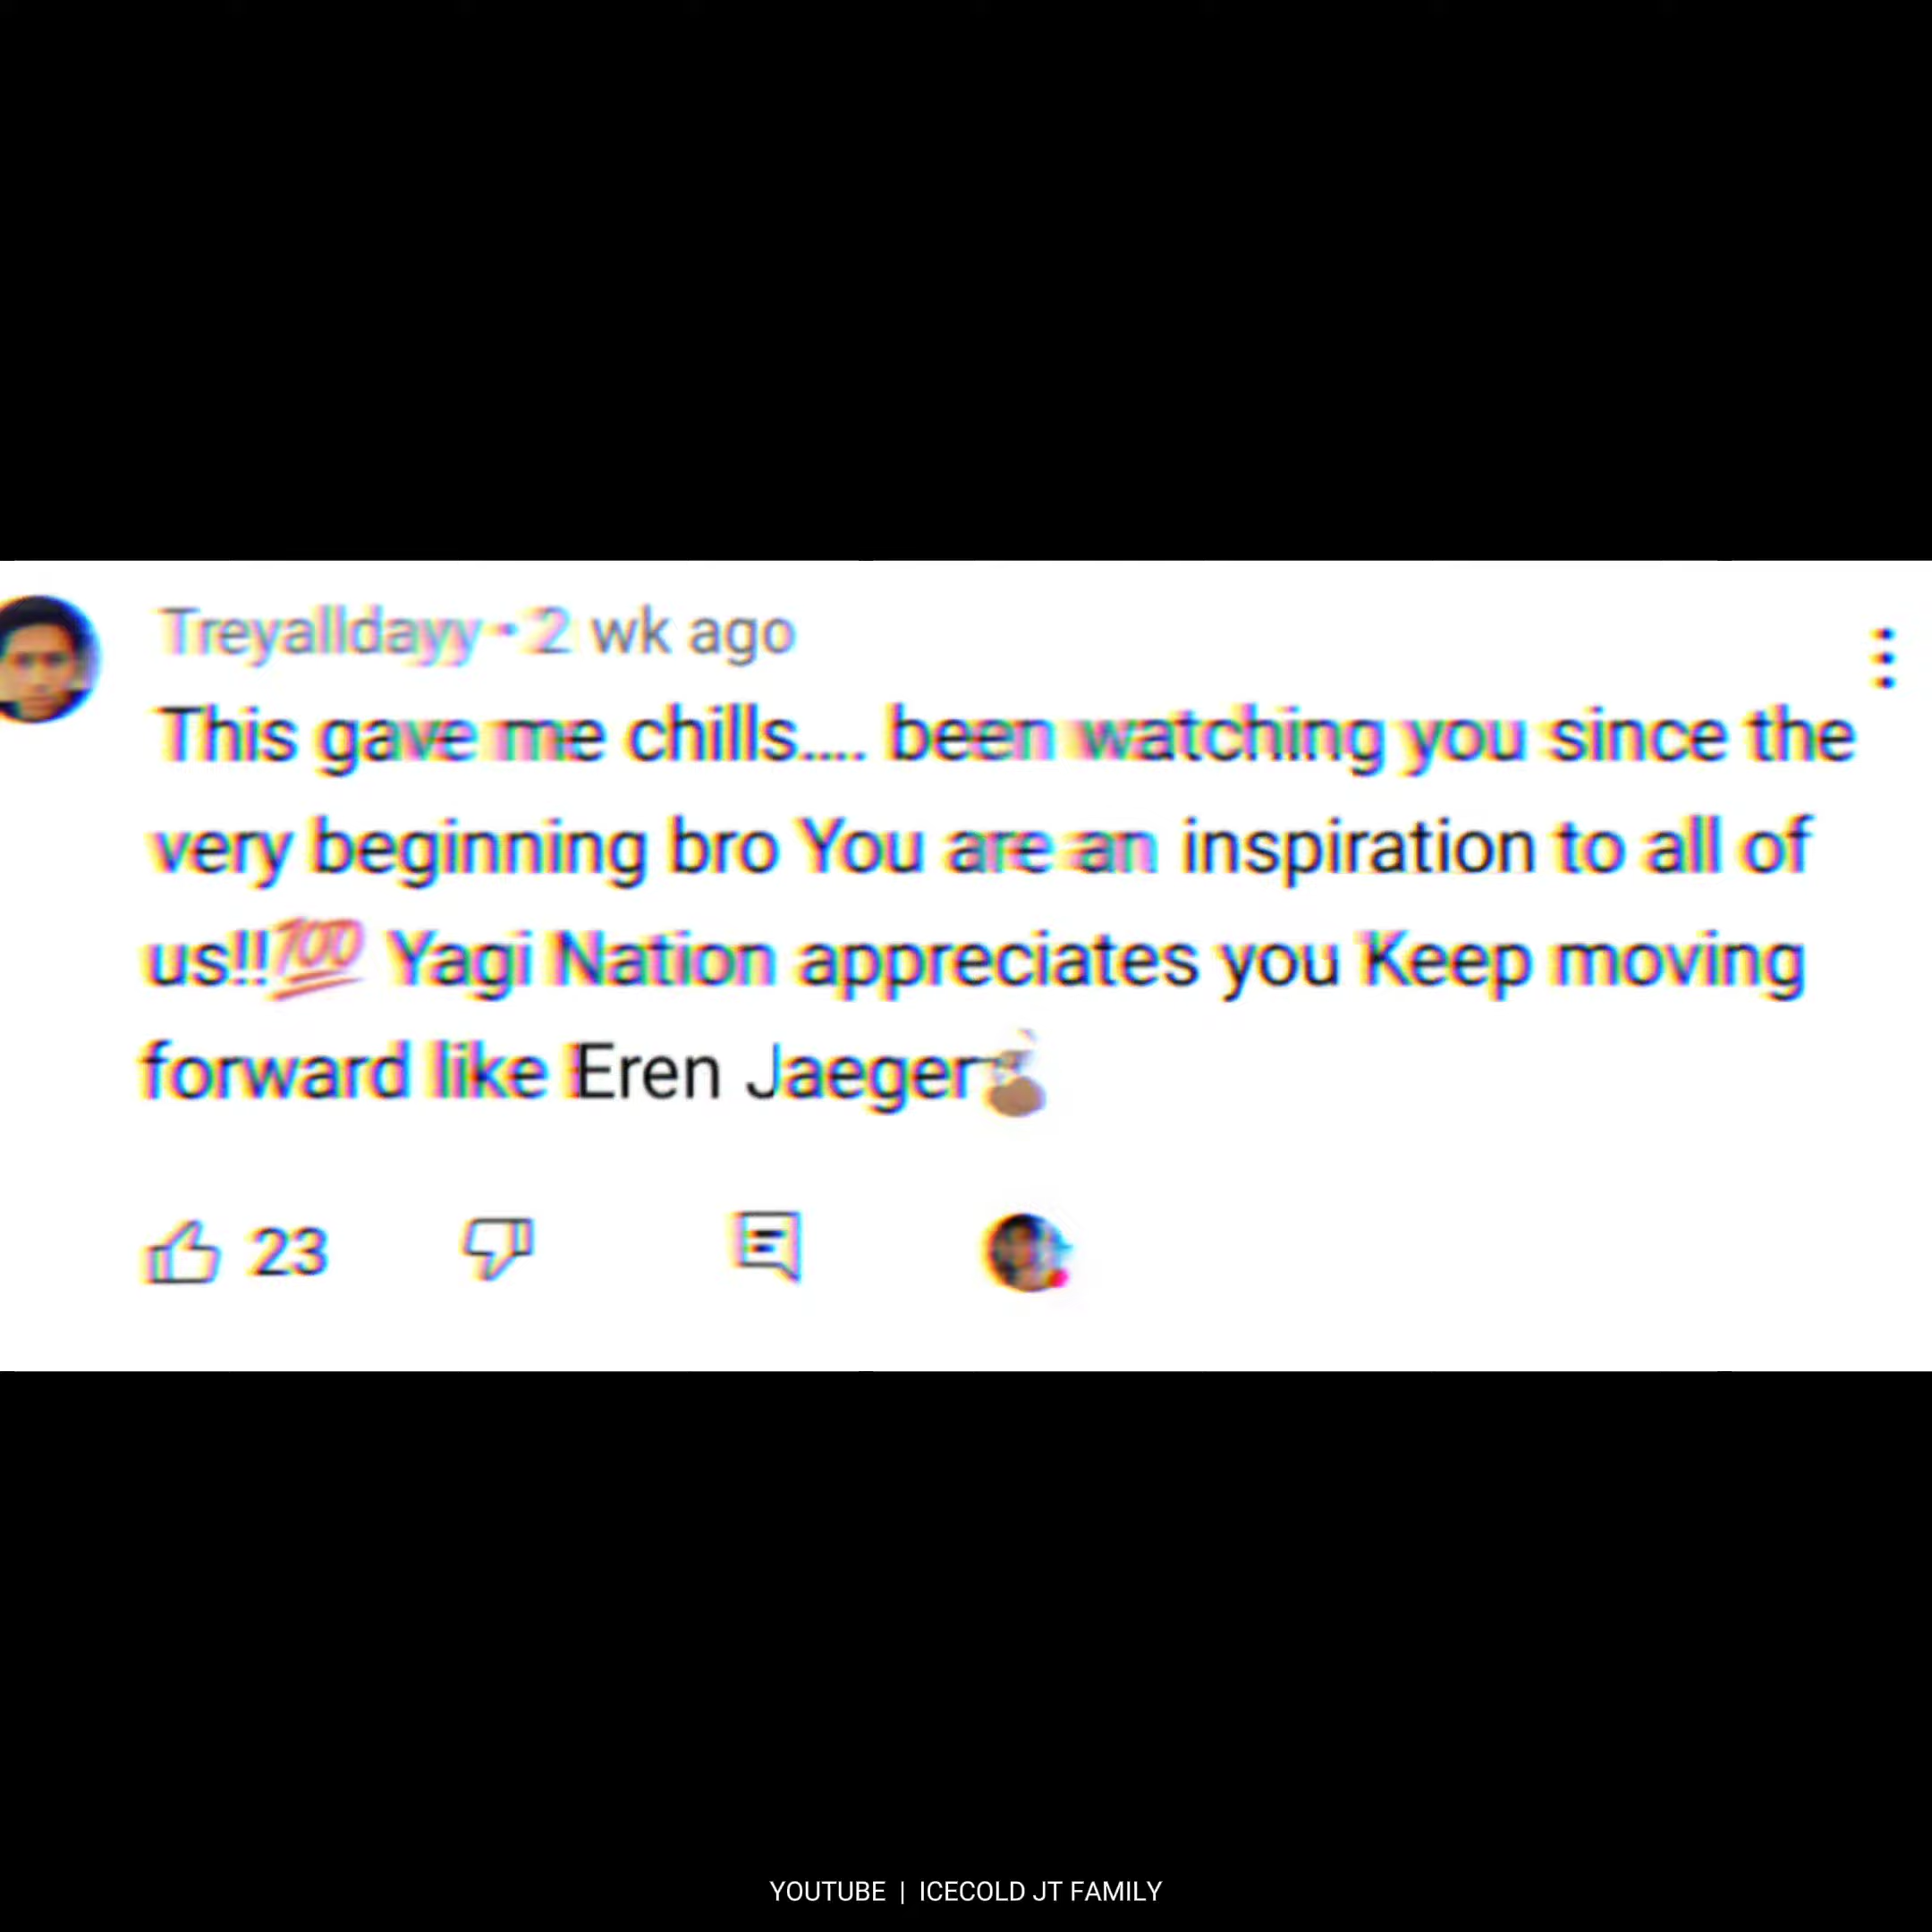 Treyalldayy • 2 wk ago
This gave me chills.... been watching you since the
very beginning bro You are an inspiration to all of
us!!💯 Yagi Nation appreciates you Keep moving
forward like Eren Jaeger
23
YOUTUBE | ICECOLD JT FAMILY